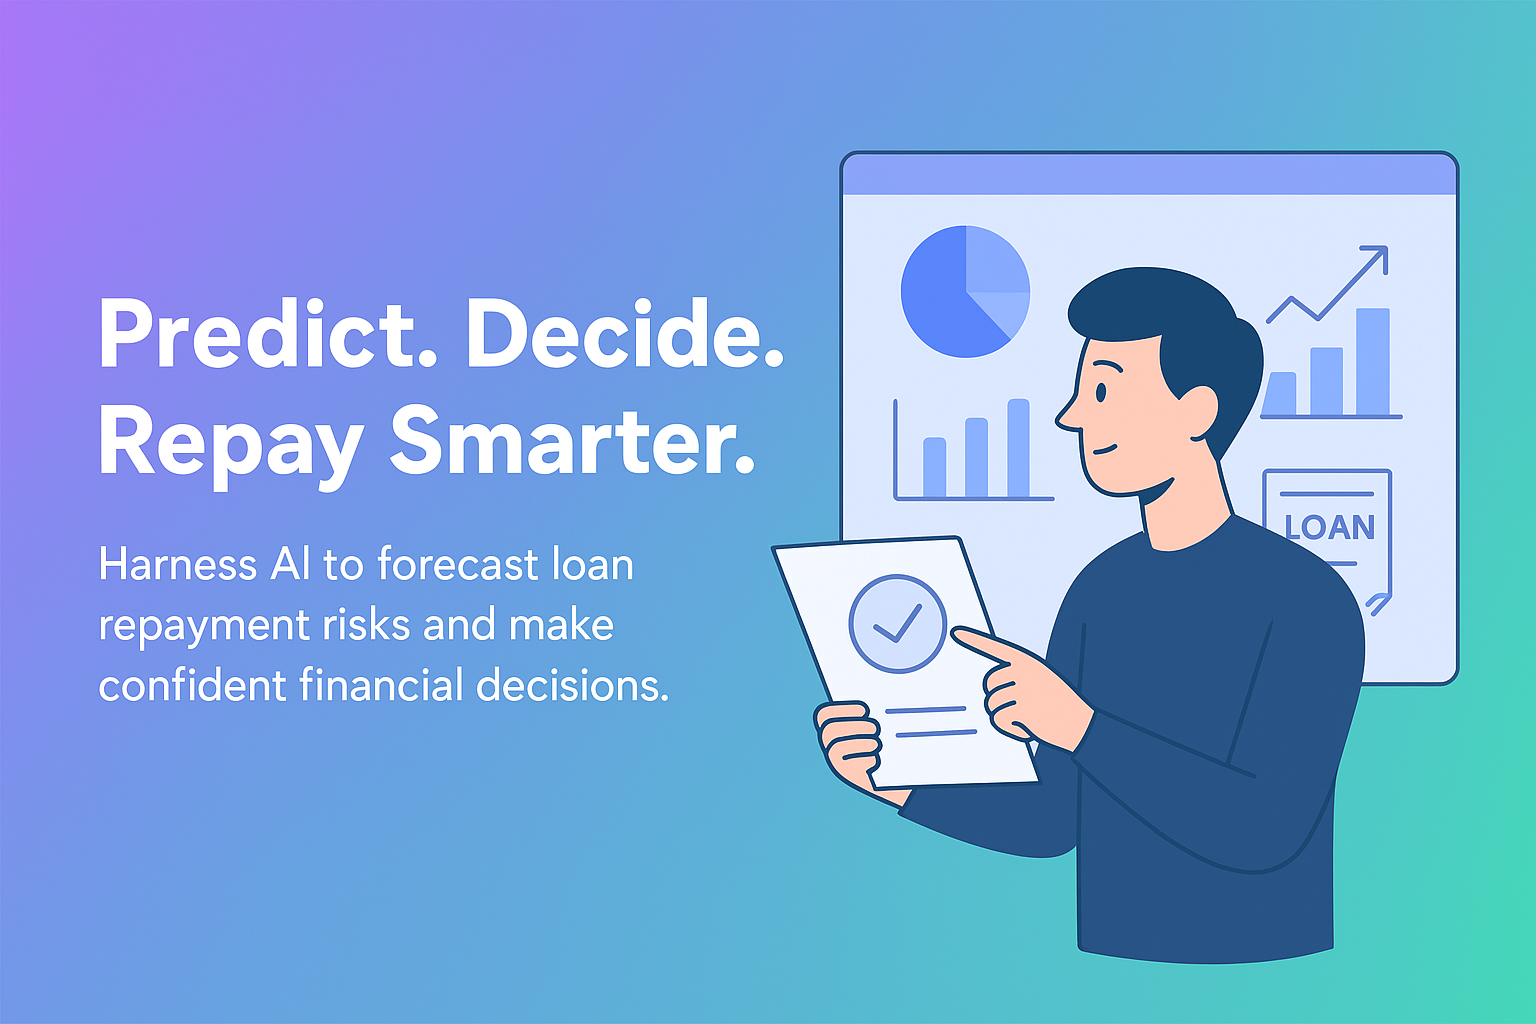 Predict. Decide.
Repay Smarter.
Harness AI to forecast loan
repayment risks and make
confident financial decisions.
LOAN